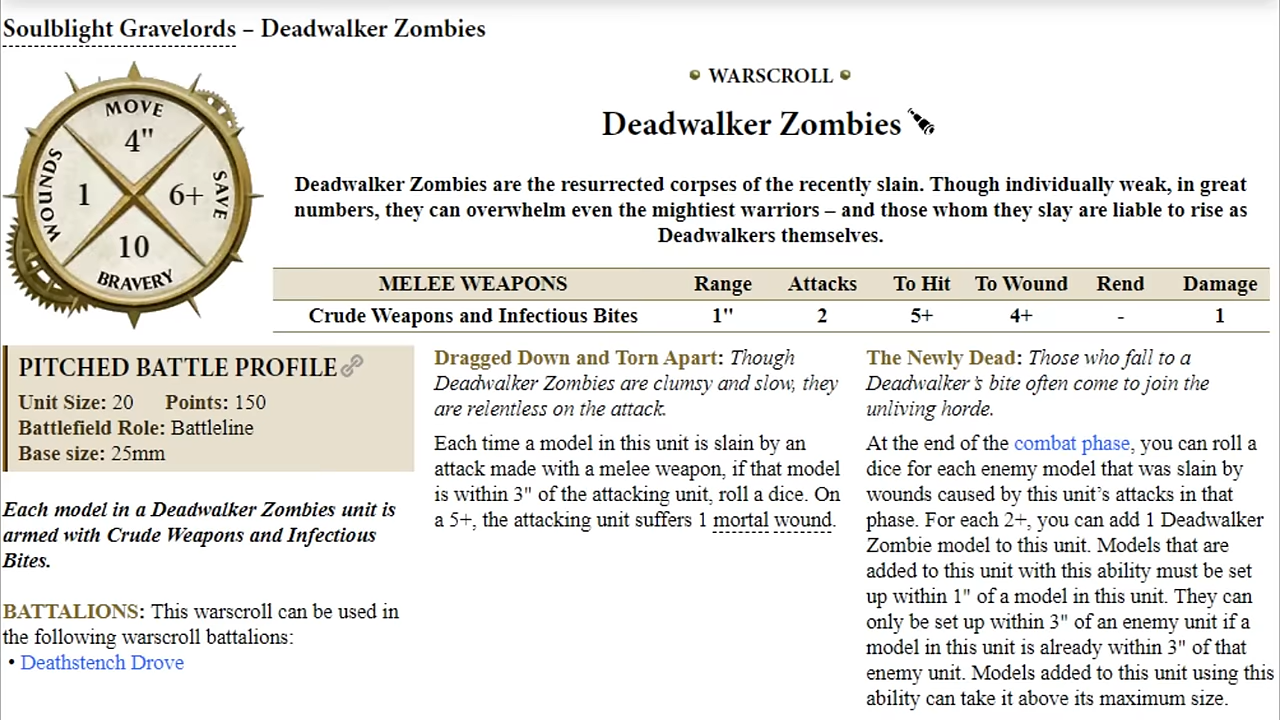 Soulblight Gravelords – Deadwalker Zombies
MOVE
4"
WOUNDS
1
6+
SAVE
10
BRAVERY
WARSCROLL
Deadwalker Zombies
Deadwalker Zombies are the resurrected corpses of the recently slain. Though individually weak, in great
numbers, they can overwhelm even the mightiest warriors – and those whom they slay are liable to rise as
Deadwalkers themselves.
MELEE WEAPONS Range Attacks To Hit To Wound Rend Damage
Crude Weapons and Infectious Bites 1" 2 5+ 4+ - 1
PITCHED BATTLE PROFILE
Unit Size: 20 Points: 150
Battlefield Role: Battleline
Base size: 25mm
Each model in a Deadwalker Zombies unit is
armed with Crude Weapons and Infectious
Bites.
BATTALIONS: This warscroll can be used in
the following warscroll battalions:
• Deathstench Drove
Dragged Down and Torn Apart: Though
Deadwalker Zombies are clumsy and slow, they
are relentless on the attack.
Each time a model in this unit is slain by an
attack made with a melee weapon, if that model
is within 3" of the attacking unit, roll a dice. On
a 5+, the attacking unit suffers 1 mortal wound.
The Newly Dead: Those who fall to a
Deadwalker's bite often come to join the
unliving horde.
At the end of the combat phase, you can roll a
dice for each enemy model that was slain by
wounds caused by this unit's attacks in that
phase. For each 2+, you can add 1 Deadwalker
Zombie model to this unit. Models that are
added to this unit with this ability must be set
up within 1" of a model in this unit. They can
only be set up within 3" of an enemy unit if a
model in this unit is already within 3" of that
enemy unit. Models added to this unit using this
ability can take it above its maximum size.